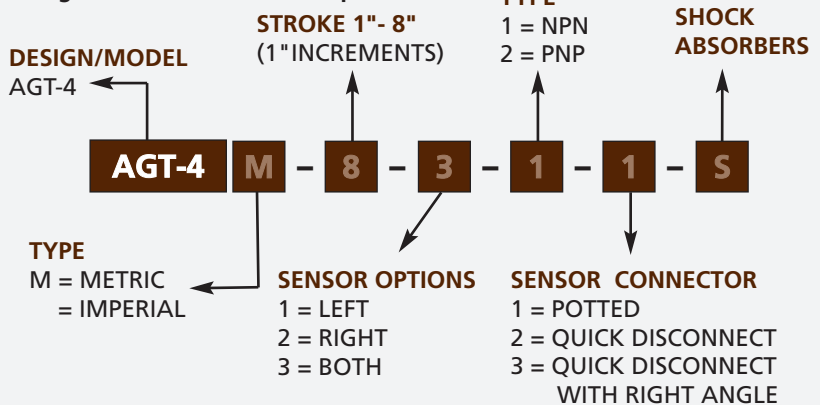 STROKE 1"- 8"
(1"INCREMENTS)
TYPE
1 = NPN
2 = PNP
SHOCK
ABSORBERS
DESIGN/MODEL
AGT-4
AGT-4 M - 8 - 3 - 1 - 1 - S
TYPE
M = METRIC
= IMPERIAL
SENSOR OPTIONS
1 = LEFT
2 = RIGHT
3 = BOTH
SENSOR CONNECTOR
1 = POTTED
2 = QUICK DISCONNECT
3 = QUICK DISCONNECT
WITH RIGHT ANGLE